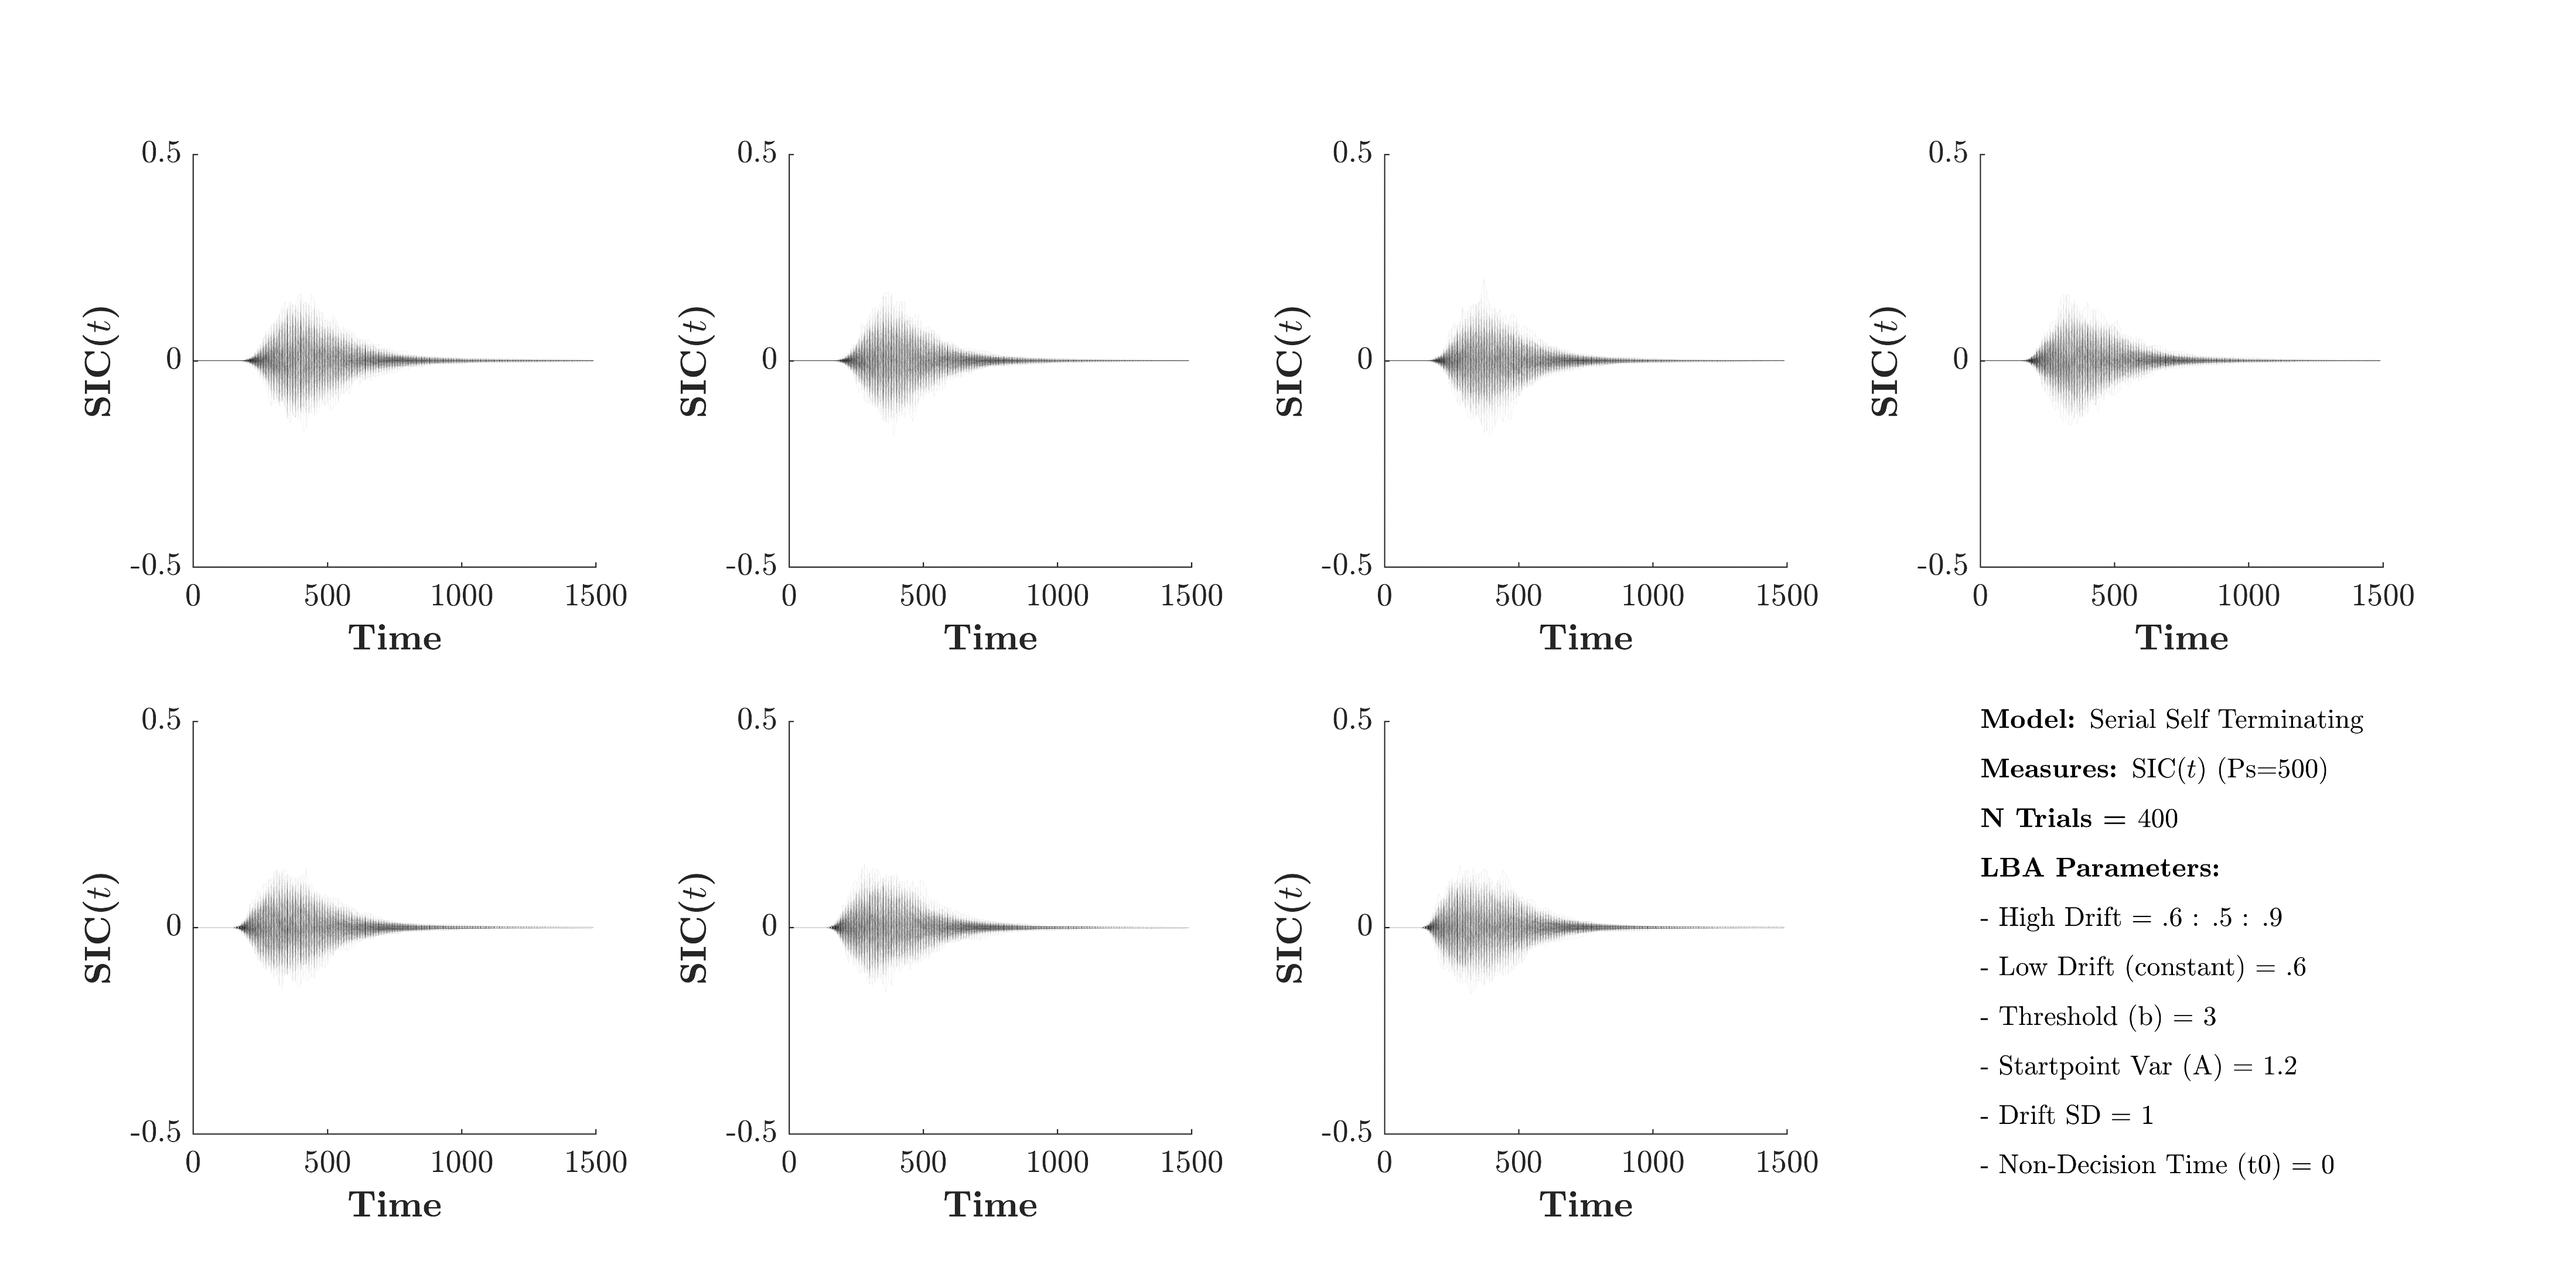 0.5
0
-0.5
SIC(t)
0 500 1000 1500
Time
0.5
0
-0.5
SIC(t)
0 500 1000 1500
Time
0.5
0
-0.5
SIC(t)
0 500 1000 1500
Time
0.5
0
-0.5
SIC(t)
0 500 1000 1500
Time
0.5
0
-0.5
SIC(t)
0 500 1000 1500
Time
0.5
0
-0.5
SIC(t)
0 500 1000 1500
Time
0.5
0
-0.5
SIC(t)
0 500 1000 1500
Time
Model: Serial Self Terminating
Measures: SIC(t) (Ps=500)
N Trials = 400
LBA Parameters:
- High Drift = .6 : .5 : .9
- Low Drift (constant) = .6
- Threshold (b) = 3
- Startpoint Var (A) = 1.2
- Drift SD = 1
- Non-Decision Time (t0) = 0